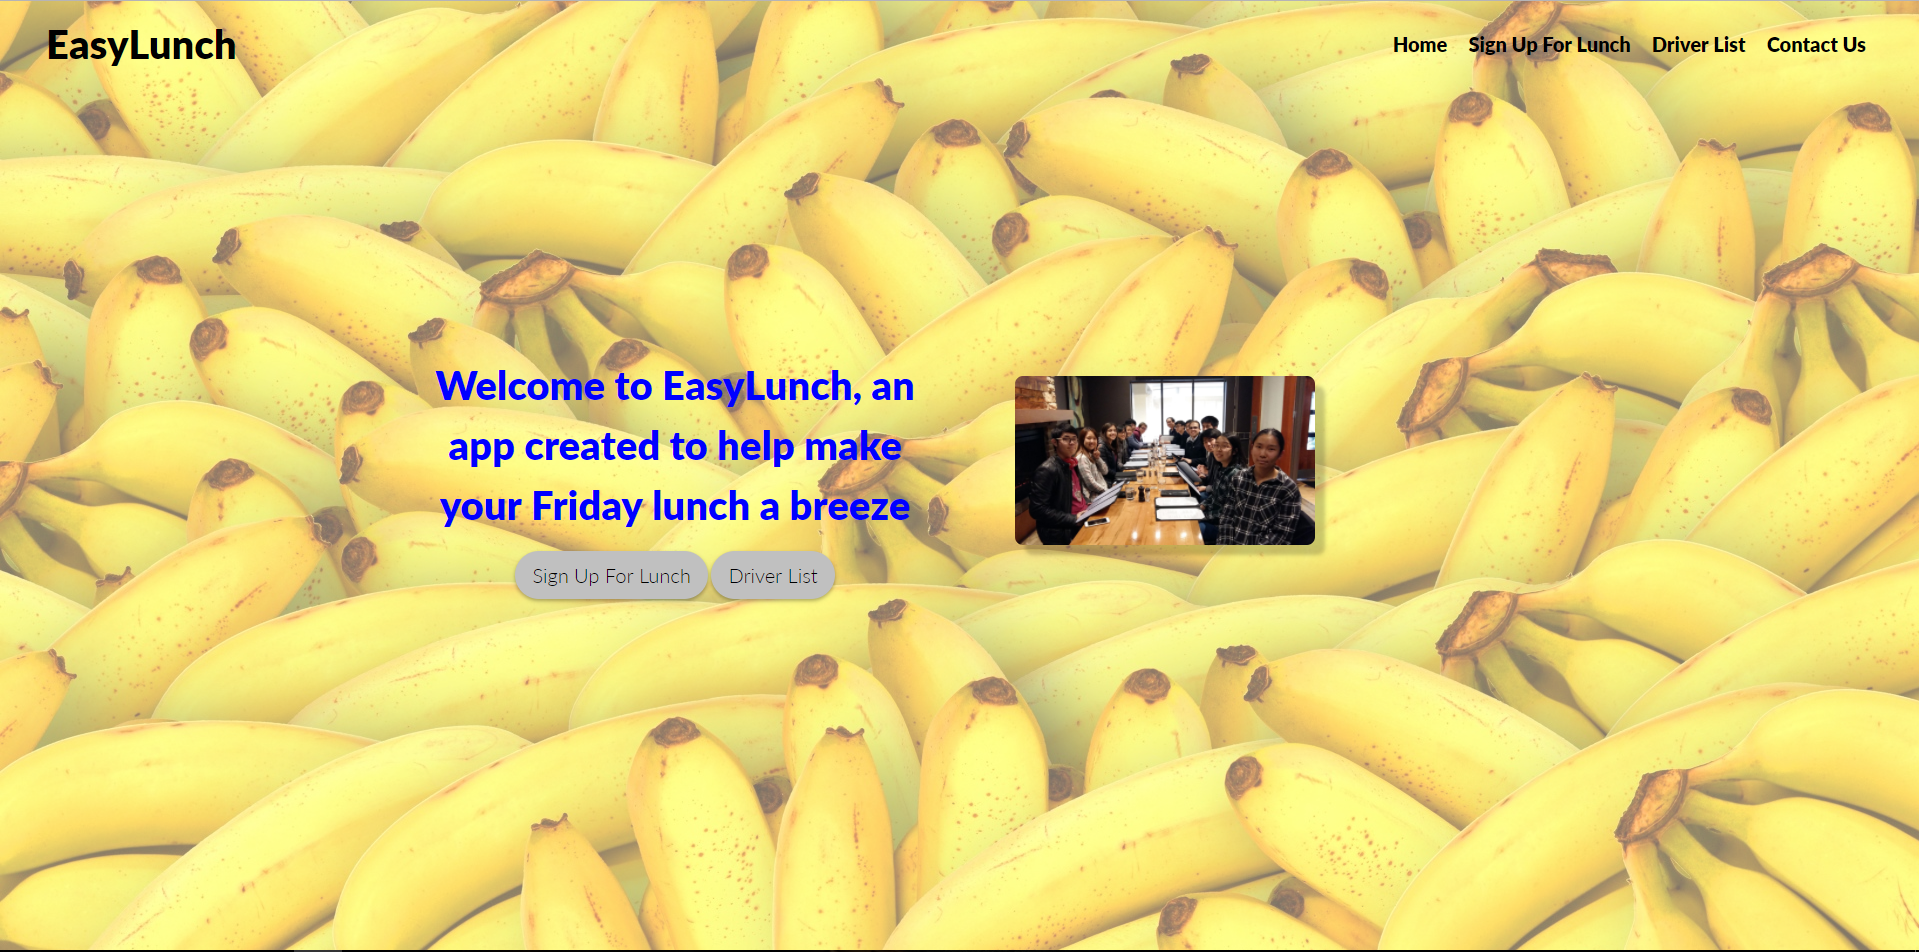 EasyLunch
Home Sign Up For Lunch Driver List Contact Us
Welcome to EasyLunch, an
app created to help make
your Friday lunch a breeze
Sign Up For Lunch Driver List